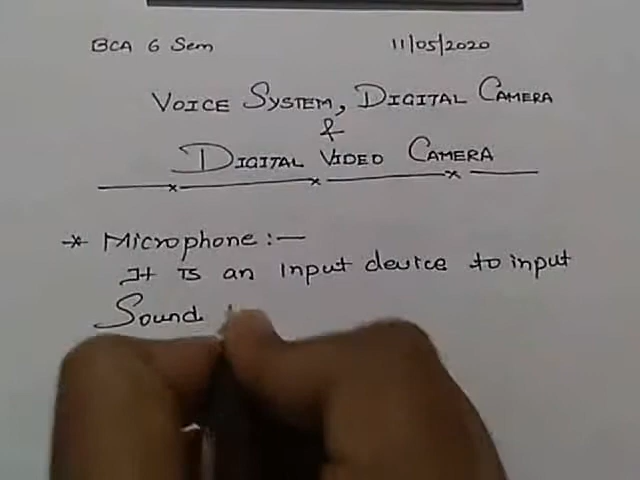 BCA 6 Sem 11/05/2020
VOICE SYSTEM, DIGITAL CAMERA
&
DIGITAL VIDEO CAMERA
* Microphone :—
It is an input device to input
Sound